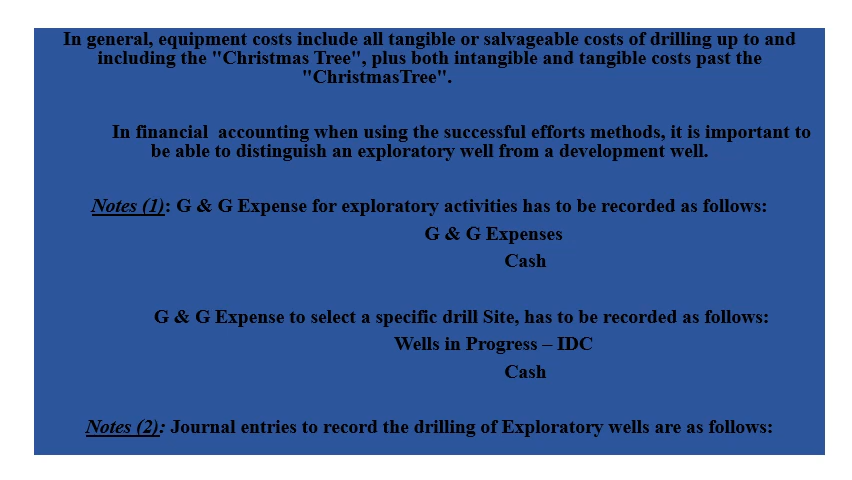 In general, equipment costs include all tangible or salvageable costs of drilling up to and
including the "Christmas Tree", plus both intangible and tangible costs past the
"ChristmasTree".
In financial  accounting when using the successful efforts methods, it is important to
be able to distinguish an exploratory well from a development well.
Notes (1): G & G Expense for exploratory activities has to be recorded as follows:
G & G Expenses
Cash
G & G Expense to select a specific drill Site, has to be recorded as follows:
Wells in Progress – IDC
Cash
Notes (2): Journal entries to record the drilling of Exploratory wells are as follows: